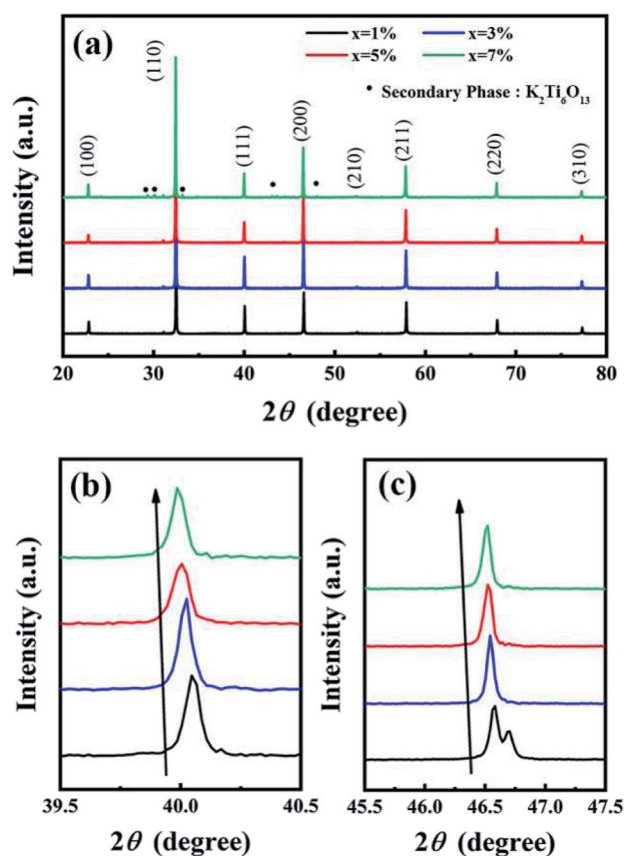 (a)
x=1%
x=3%
x=5%
x=7%
• Secondary Phase : K₂Ti₆O₁₃
(100)
(110)
(111)
(200)
(210)
(211)
(220)
(310)
Intensity (a.u.)
20 30 40 50 60 70 80
2θ (degree)
(b)
Intensity (a.u.)
39.5 40.0 40.5
2θ (degree)
(c)
Intensity (a.u.)
45.5 46.0 46.5 47.0 47.5
2θ (degree)